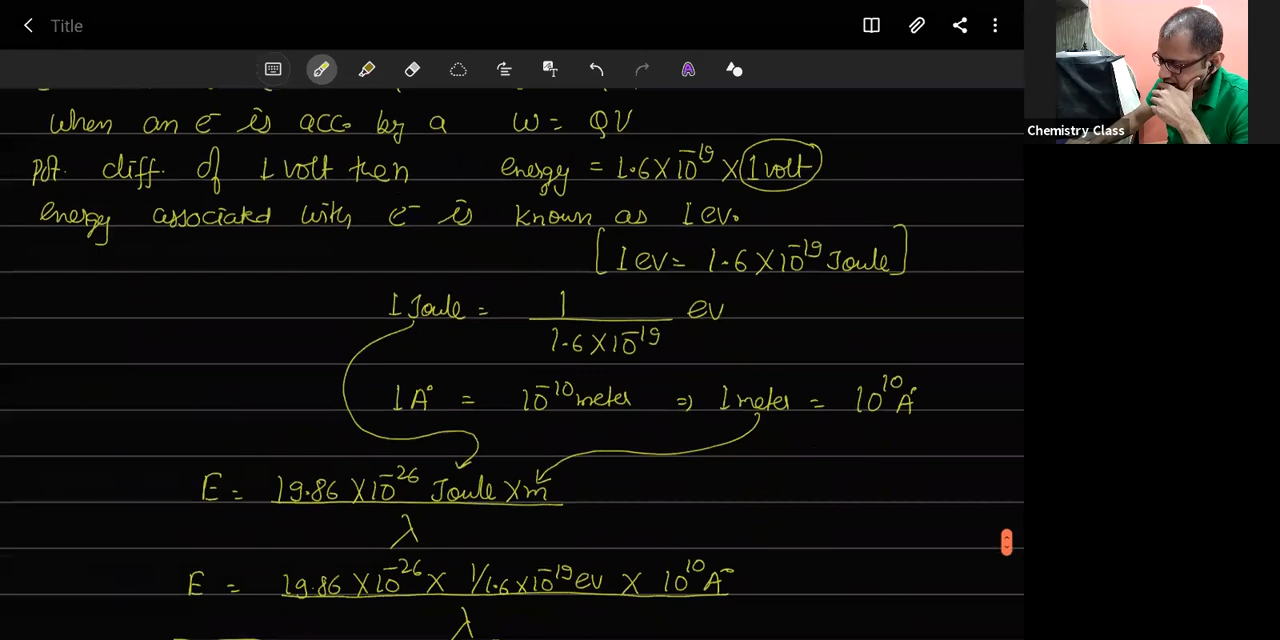 Title
Chemistry Class
When an e⁻ is acc. by a W = QV
pot. diff. of 1 volt then energy = 1.6 X 10⁻¹⁹ X 1 volt
energy associated with e⁻ is known as 1 ev.
[1 ev = 1.6 X 10⁻¹⁹ Joule]
1 Joule = 1 / 1.6 X 10⁻¹⁹ ev
1 A° = 10⁻¹⁰ meter ⇒ 1 meter = 10¹⁰ A°
E = 19.86 X 10⁻²⁶ Joule X m / λ
E = 19.86 X 10⁻²⁶ X 1/1.6 X 10⁻¹⁹ ev X 10¹⁰ A° / λ